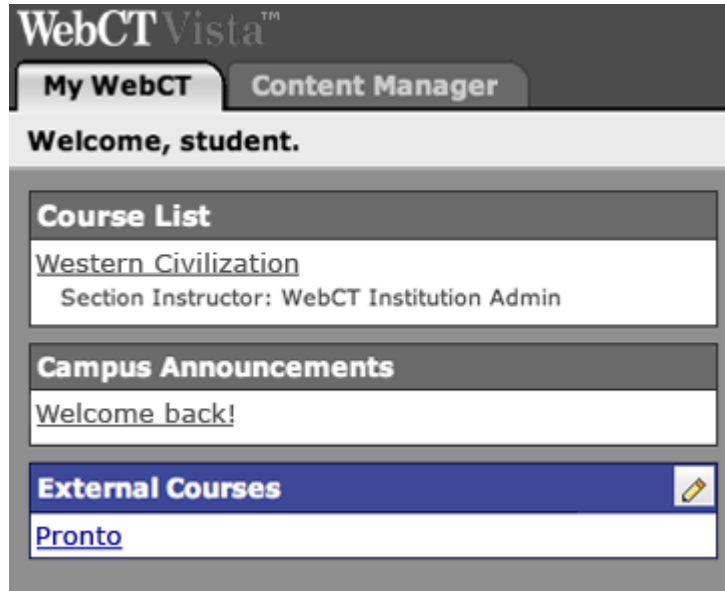 WebCT Vista™
My WebCT
Content Manager
Welcome, student.
Course List
Western Civilization
Section Instructor: WebCT Institution Admin
Campus Announcements
Welcome back!
External Courses
Pronto